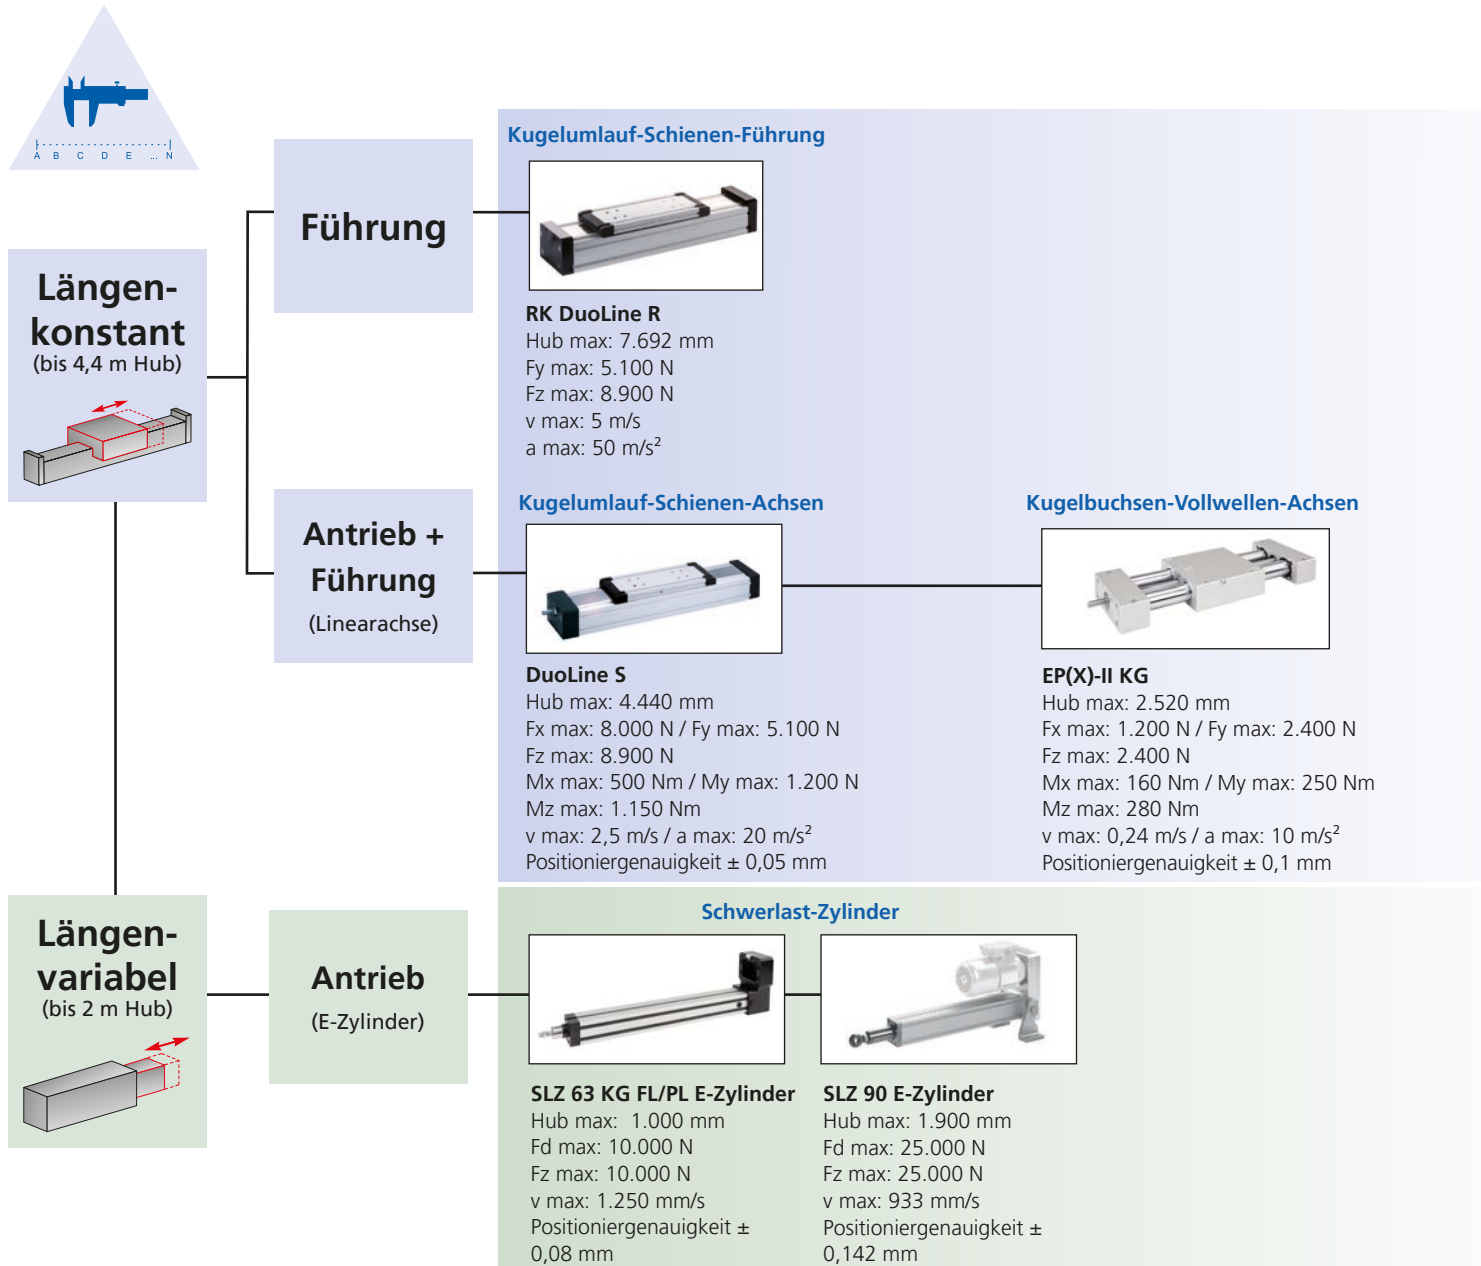 A B C D E ... N
Längen-
konstant
(bis 4,4 m Hub)
Führung
Kugelumlauf-Schienen-Führung
RK DuoLine R
Hub max: 7.692 mm
Fy max: 5.100 N
Fz max: 8.900 N
v max: 5 m/s
a max: 50 m/s²
Antrieb +
Führung
(Linearachse)
Kugelumlauf-Schienen-Achsen
DuoLine S
Hub max: 4.440 mm
Fx max: 8.000 N / Fy max: 5.100 N
Fz max: 8.900 N
Mx max: 500 Nm / My max: 1.200 N
Mz max: 1.150 Nm
v max: 2,5 m/s / a max: 20 m/s²
Positioniergenauigkeit ± 0,05 mm
Kugelbuchsen-Vollwellen-Achsen
EP(X)-II KG
Hub max: 2.520 mm
Fx max: 1.200 N / Fy max: 2.400 N
Fz max: 2.400 N
Mx max: 160 Nm / My max: 250 Nm
Mz max: 280 Nm
v max: 0,24 m/s / a max: 10 m/s²
Positioniergenauigkeit ± 0,1 mm
Längen-
variabel
(bis 2 m Hub)
Antrieb
(E-Zylinder)
Schwerlast-Zylinder
SLZ 63 KG FL/PL E-Zylinder
Hub max: 1.000 mm
Fd max: 10.000 N
Fz max: 10.000 N
v max: 1.250 mm/s
Positioniergenauigkeit ±
0,08 mm
SLZ 90 E-Zylinder
Hub max: 1.900 mm
Fd max: 25.000 N
Fz max: 25.000 N
v max: 933 mm/s
Positioniergenauigkeit ±
0,142 mm